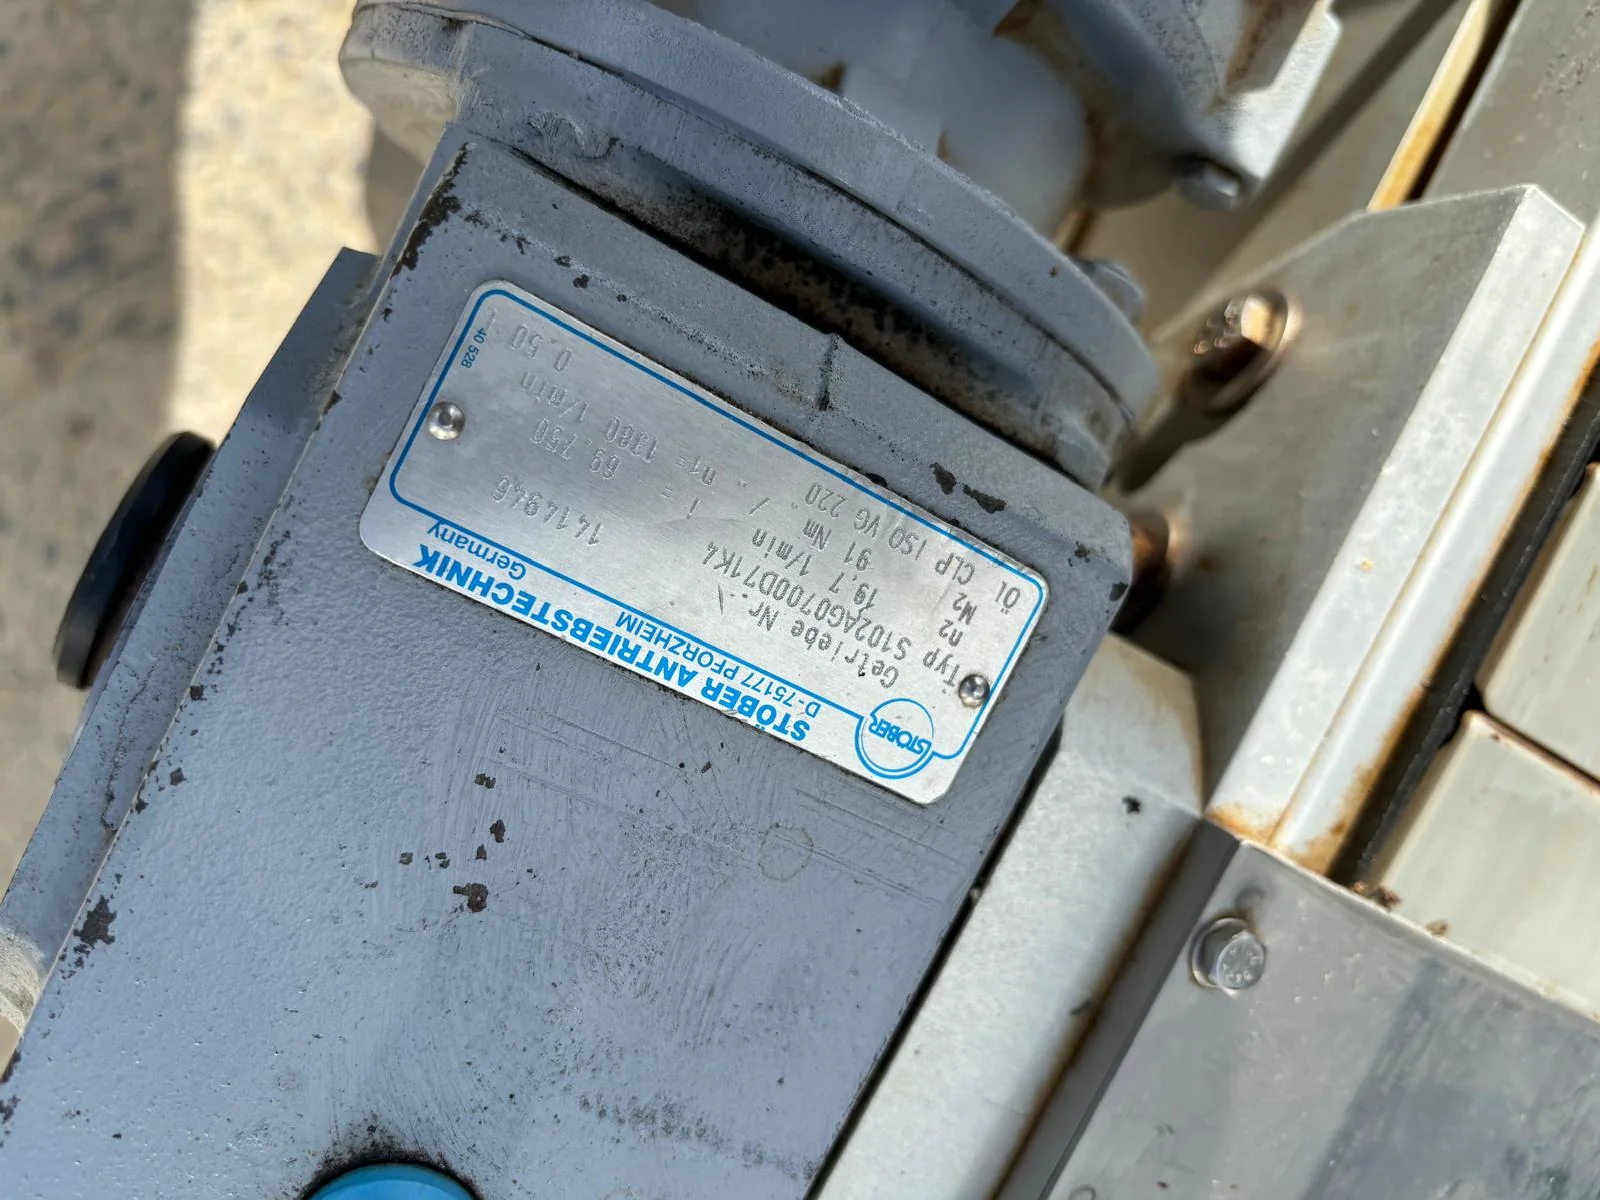 STÖBER
STÖBER ANTRIEBSTECHNIK
D-75177 PFORZHEIM Germany
Getriebe Nr. 1414946
Typ S102AG0700D71K4
n2 19,7 1/min i = 69,750
M2 91 Nm n1= 1380 1/min
ÖL CLP ISO VG 220 0.50 l
40 528